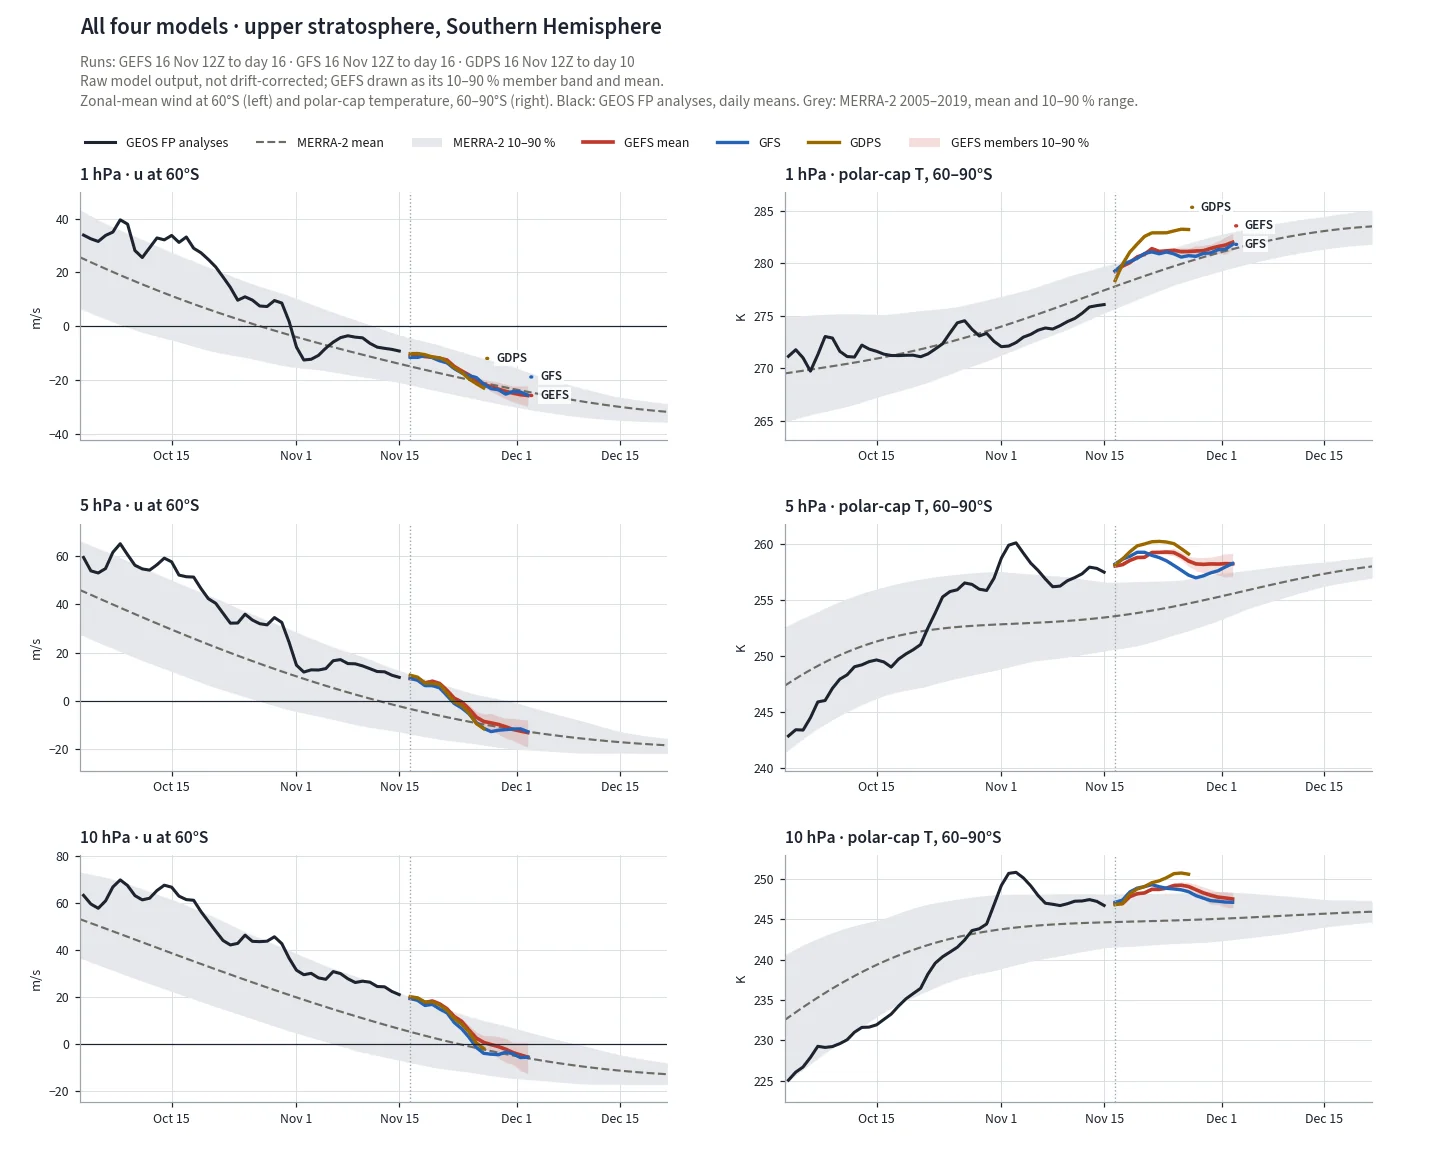 All four models · upper stratosphere, Southern Hemisphere
Runs: GEFS 16 Nov 12Z to day 16 · GFS 16 Nov 12Z to day 16 · GDPS 16 Nov 12Z to day 10
Raw model output, not drift-corrected; GEFS drawn as its 10–90 % member band and mean.
Zonal-mean wind at 60°S (left) and polar-cap temperature, 60–90°S (right). Black: GEOS FP analyses, daily means. Grey: MERRA-2 2005–2019, mean and 10–90 % range.
GEOS FP analyses MERRA-2 mean MERRA-2 10–90 % GEFS mean GFS GDPS GEFS members 10–90 %
1 hPa · u at 60°S
40
20
0
−20
−40
m/s
GDPS
GFS
GEFS
Oct 15 Nov 1 Nov 15 Dec 1 Dec 15
1 hPa · polar-cap T, 60–90°S
285
280
275
270
265
K
GDPS
GEFS
GFS
Oct 15 Nov 1 Nov 15 Dec 1 Dec 15
5 hPa · u at 60°S
60
40
20
0
−20
m/s
Oct 15 Nov 1 Nov 15 Dec 1 Dec 15
5 hPa · polar-cap T, 60–90°S
260
255
250
245
240
K
Oct 15 Nov 1 Nov 15 Dec 1 Dec 15
10 hPa · u at 60°S
80
60
40
20
0
−20
m/s
Oct 15 Nov 1 Nov 15 Dec 1 Dec 15
10 hPa · polar-cap T, 60–90°S
250
245
240
235
230
225
K
Oct 15 Nov 1 Nov 15 Dec 1 Dec 15